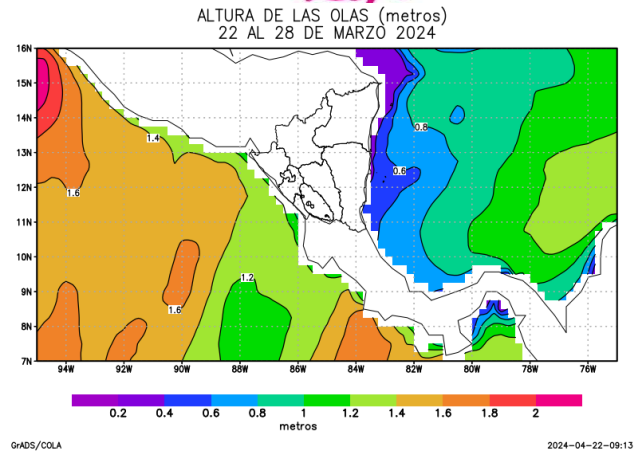 ALTURA DE LAS OLAS (metros)
22 AL 28 DE MARZO 2024
16N
15N
14N
13N
12N
11N
10N
9N
8N
7N
1.4
0.8
0.6
1.6
1.2
1.6
94W 92W 90W 88W 86W 84W 82W 80W 78W 76W
0.2 0.4 0.6 0.8 1 1.2 1.4 1.6 1.8 2
metros
GrADS/COLA 2024-04-22-09:13